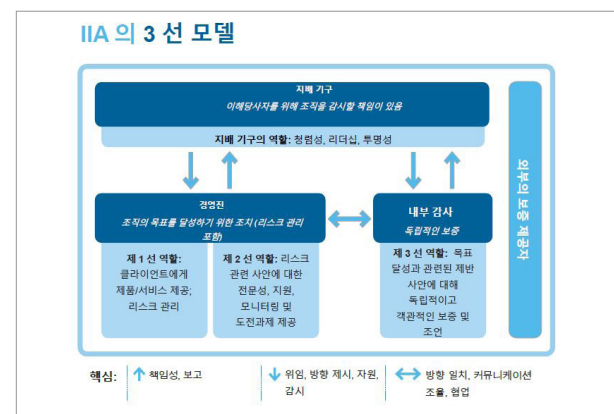 IIA 의 3 선 모델
지배 기구
이해당사자를 위해 조직을 감시할 책임이 있음
지배 기구의 역할: 청렴성, 리더십, 투명성
경영진
조직의 목표를 달성하기 위한 조치 (리스크 관리
포함)
제 1 선 역할:
클라이언트에게
제품/서비스 제공;
리스크 관리
제 2 선 역할: 리스크
관련 사안에 대한
전문성, 지원,
모니터링 및
도전과제 제공
내부 감사
독립적인 보증
제 3 선 역할: 목표
달성과 관련된 제반
사안에 대해
독립적이고
객관적인 보증 및
조언
외부의 보증 제공자
핵심:
책임성, 보고
위임, 방향 제시, 자원,
감시
방향 일치, 커뮤니케이션
조율, 협업